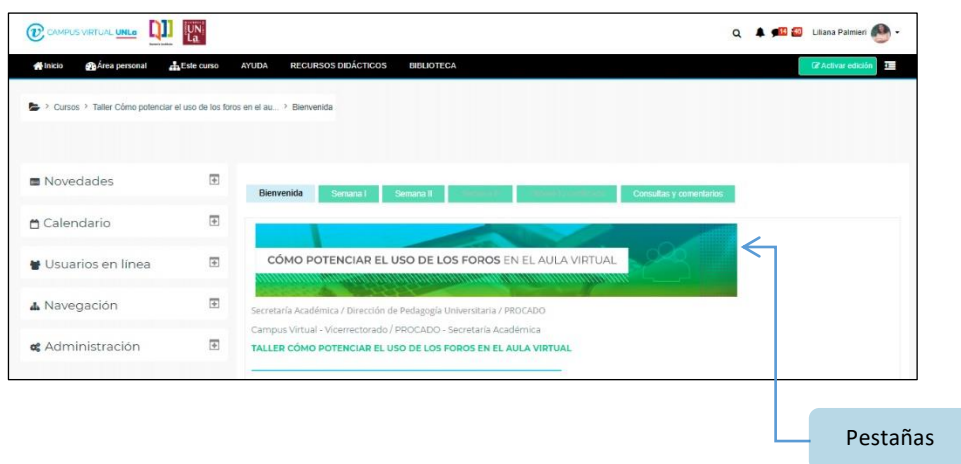 CAMPUS VIRTUAL UNLa
UN
La
Liliana Palmieri
Inicio Área personal Este curso AYUDA RECURSOS DIDÁCTICOS BIBLIOTECA Activar edición
> Cursos > Taller Cómo potenciar el uso de los foros en el au... > Bienvenida
Novedades
Calendario
Usuarios en línea
Navegación
Administración
Bienvenida Semana I Semana II Consultas y comentarios
CÓMO POTENCIAR EL USO DE LOS FOROS EN EL AULA VIRTUAL
Secretaría Académica / Dirección de Pedagogía Universitaria / PROCADO
Campus Virtual - Vicerrectorado / PROCADO - Secretaría Académica
TALLER CÓMO POTENCIAR EL USO DE LOS FOROS EN EL AULA VIRTUAL
Pestañas